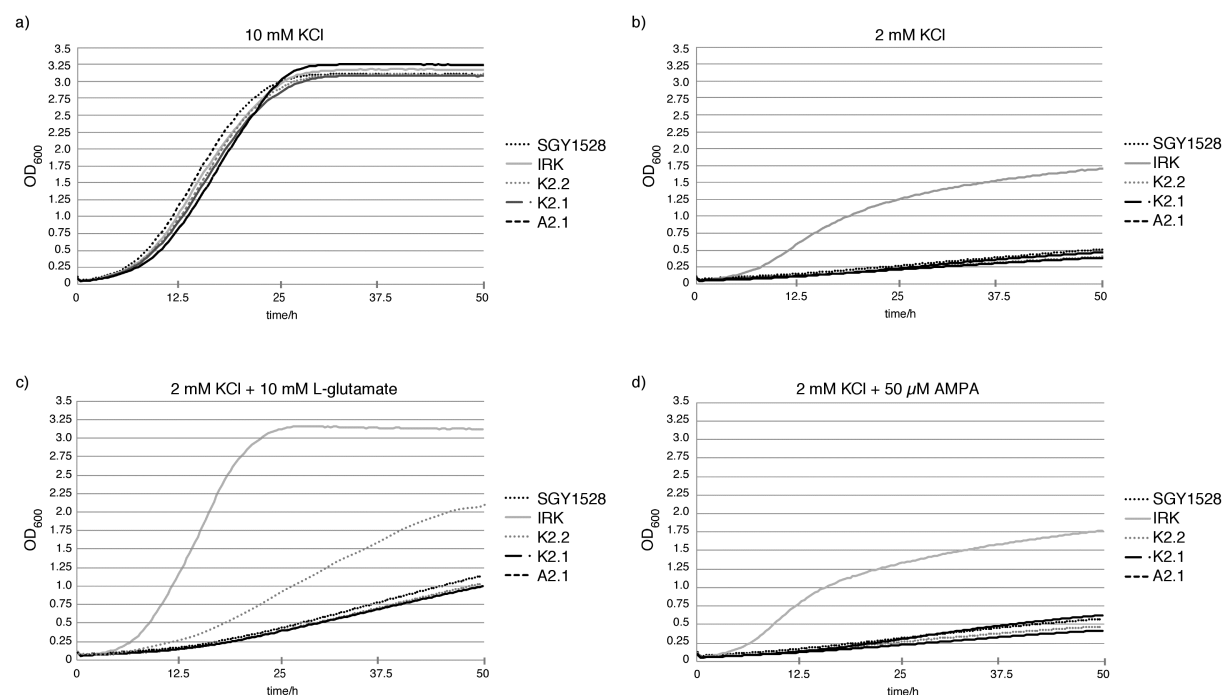 a)
10 mM KCl
3.5
3.25
3.0
2.75
2.5
2.25
2.0
1.75
1.5
1.25
1.0
0.75
0.5
0.25
0
OD600
0 12.5 25 37.5 50
time/h
SGY1528
IRK
K2.2
K2.1
A2.1
b)
2 mM KCl
3.5
3.25
3.0
2.75
2.5
2.25
2.0
1.75
1.5
1.25
1.0
0.75
0.5
0.25
0
OD600
0 12.5 25 37.5 50
time/h
SGY1528
IRK
K2.2
K2.1
A2.1
c)
2 mM KCl + 10 mM L-glutamate
3.5
3.25
3.0
2.75
2.5
2.25
2.0
1.75
1.5
1.25
1.0
0.75
0.5
0.25
0
OD600
0 12.5 25 37.5 50
time/h
SGY1528
IRK
K2.2
K2.1
A2.1
d)
2 mM KCl + 50 µM AMPA
3.5
3.25
3.0
2.75
2.5
2.25
2.0
1.75
1.5
1.25
1.0
0.75
0.5
0.25
0
OD600
0 12.5 25 37.5 50
time/h
SGY1528
IRK
K2.2
K2.1
A2.1